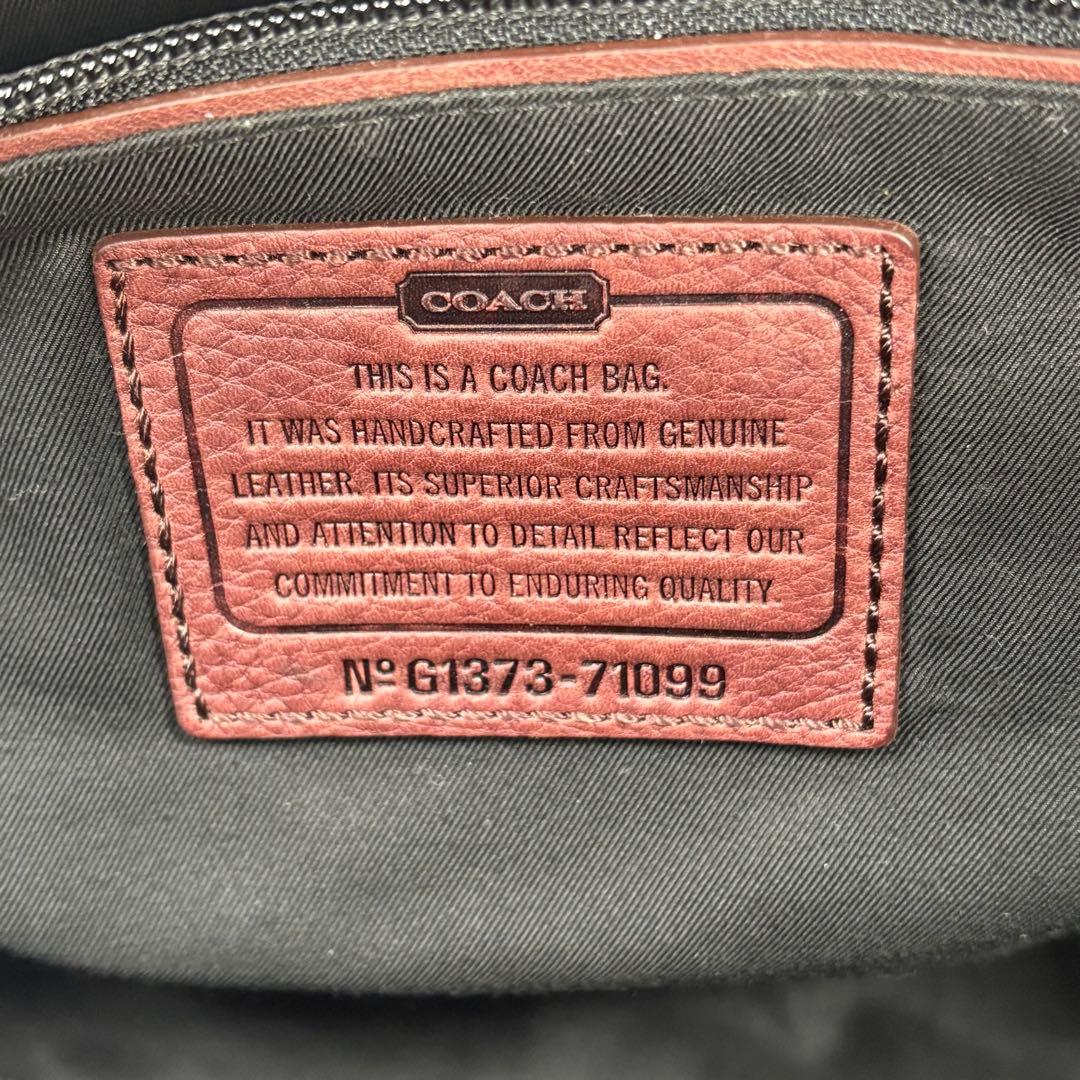 COACH
THIS IS A COACH BAG.
IT WAS HANDCRAFTED FROM GENUINE
LEATHER. ITS SUPERIOR CRAFTSMANSHIP
AND ATTENTION TO DETAIL REFLECT OUR
COMMITMENT TO ENDURING QUALITY.
Nº G1373-71099